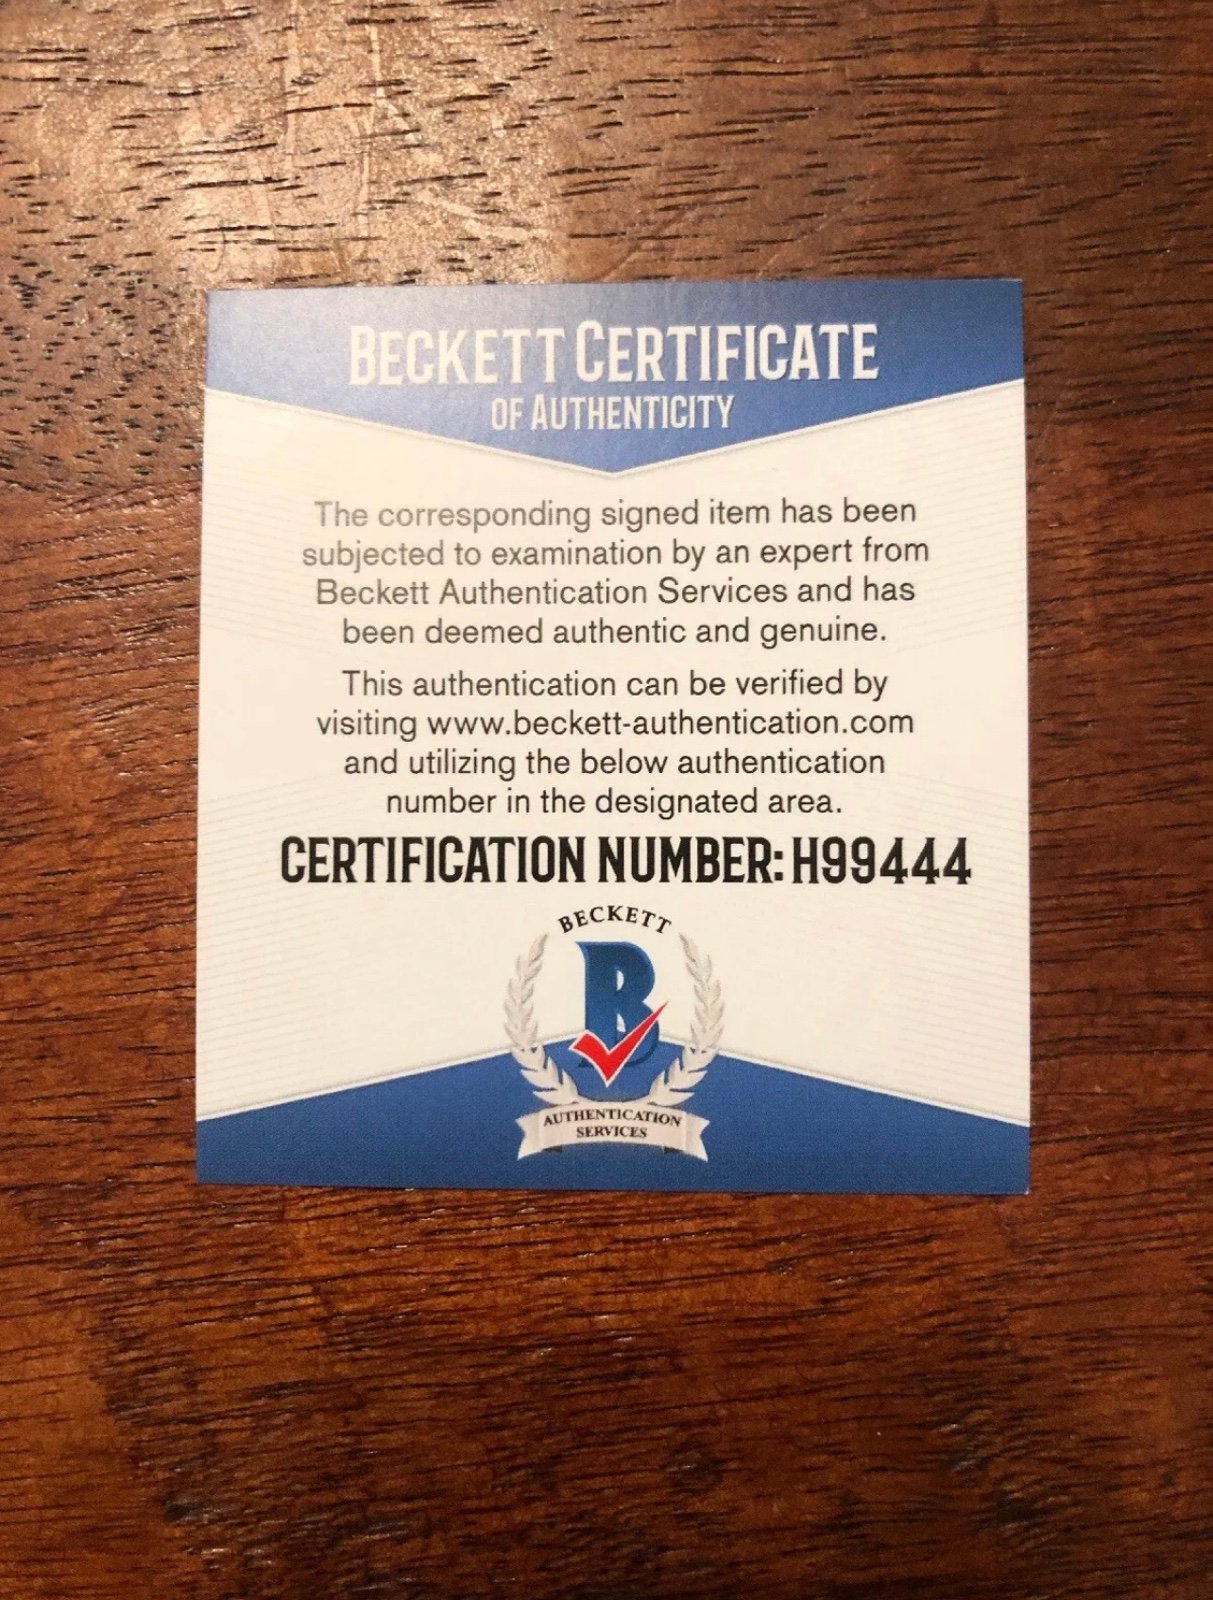 BECKETT CERTIFICATE
OF AUTHENTICITY
The corresponding signed item has been
subjected to examination by an expert from
Beckett Authentication Services and has
been deemed authentic and genuine.
This authentication can be verified by
visiting www.beckett-authentication.com
and utilizing the below authentication
number in the designated area.
CERTIFICATION NUMBER: H99444
BECKETT
B
AUTHENTICATION
SERVICES